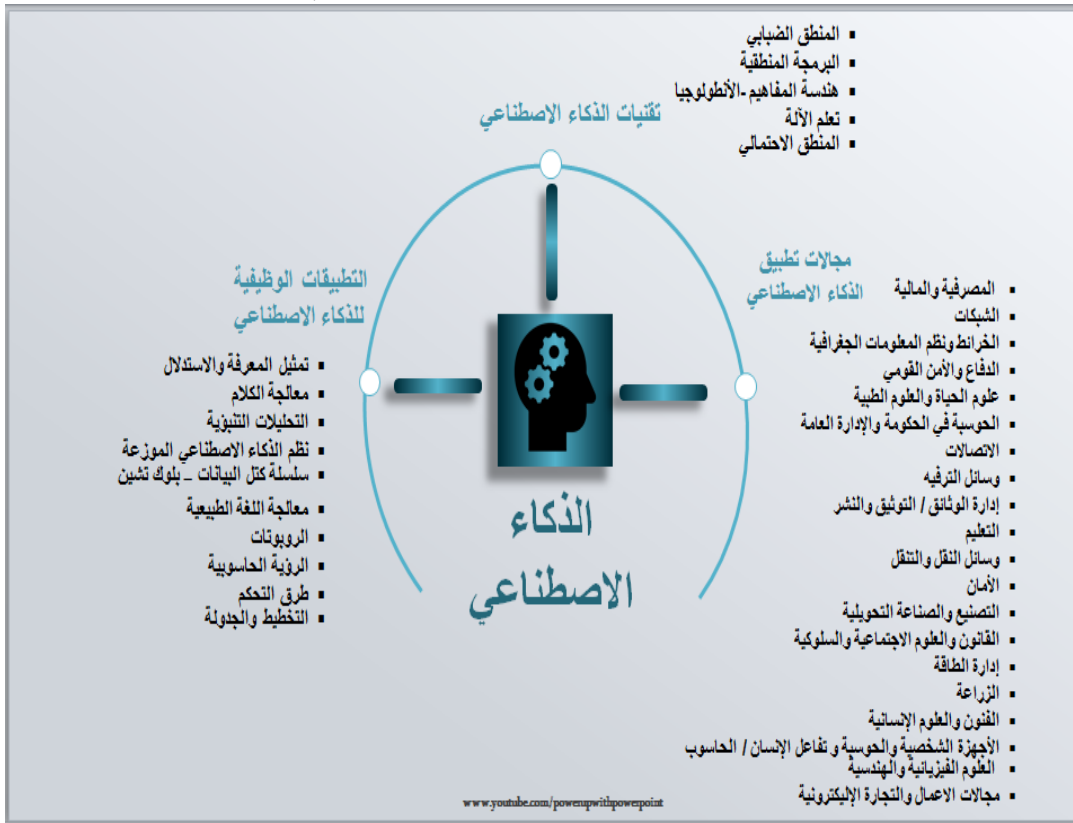 المنطق الضبابي
البرمجة المنطقية
هندسة المفاهيم -الأنطولوجيا
تعلم الآلة
المنطق الاحتمالي
تقنيات الذكاء الاصطناعي
مجالات تطبيق
الذكاء الاصطناعي
المصرفية والمالية
الشبكات
الخرائط ونظم المعلومات الجغرافية
الدفاع والأمن القومي
علوم الحياة والعلوم الطبية
الحوسبة في الحكومة والإدارة العامة
الاتصالات
وسائل الترفيه
إدارة الوثائق / التوثيق والنشر
التعليم
وسائل النقل والتنقل
الأمان
التصنيع والصناعة التحويلية
القانون والعلوم الاجتماعية والسلوكية
إدارة الطاقة
الزراعة
الفنون والعلوم الإنسانية
الأجهزة الشخصية والحوسبة و تفاعل الإنسان / الحاسوب
العلوم الفيزيائية والهندسية
مجالات الاعمال والتجارة الإليكترونية
التطبيقات الوظيفية
للذكاء الاصطناعي
تمثيل المعرفة والاستدلال
معالجة الكلام
التحليلات التنبؤية
نظم الذكاء الاصطناعي الموزعة
سلسلة كتل البيانات – بلوك تشين
معالجة اللغة الطبيعية
الروبوتات
الرؤية الحاسوبية
طرق التحكم
التخطيط والجدولة
الذكاء
الاصطناعي
www.youtube.com/powerupwithpowerpoint